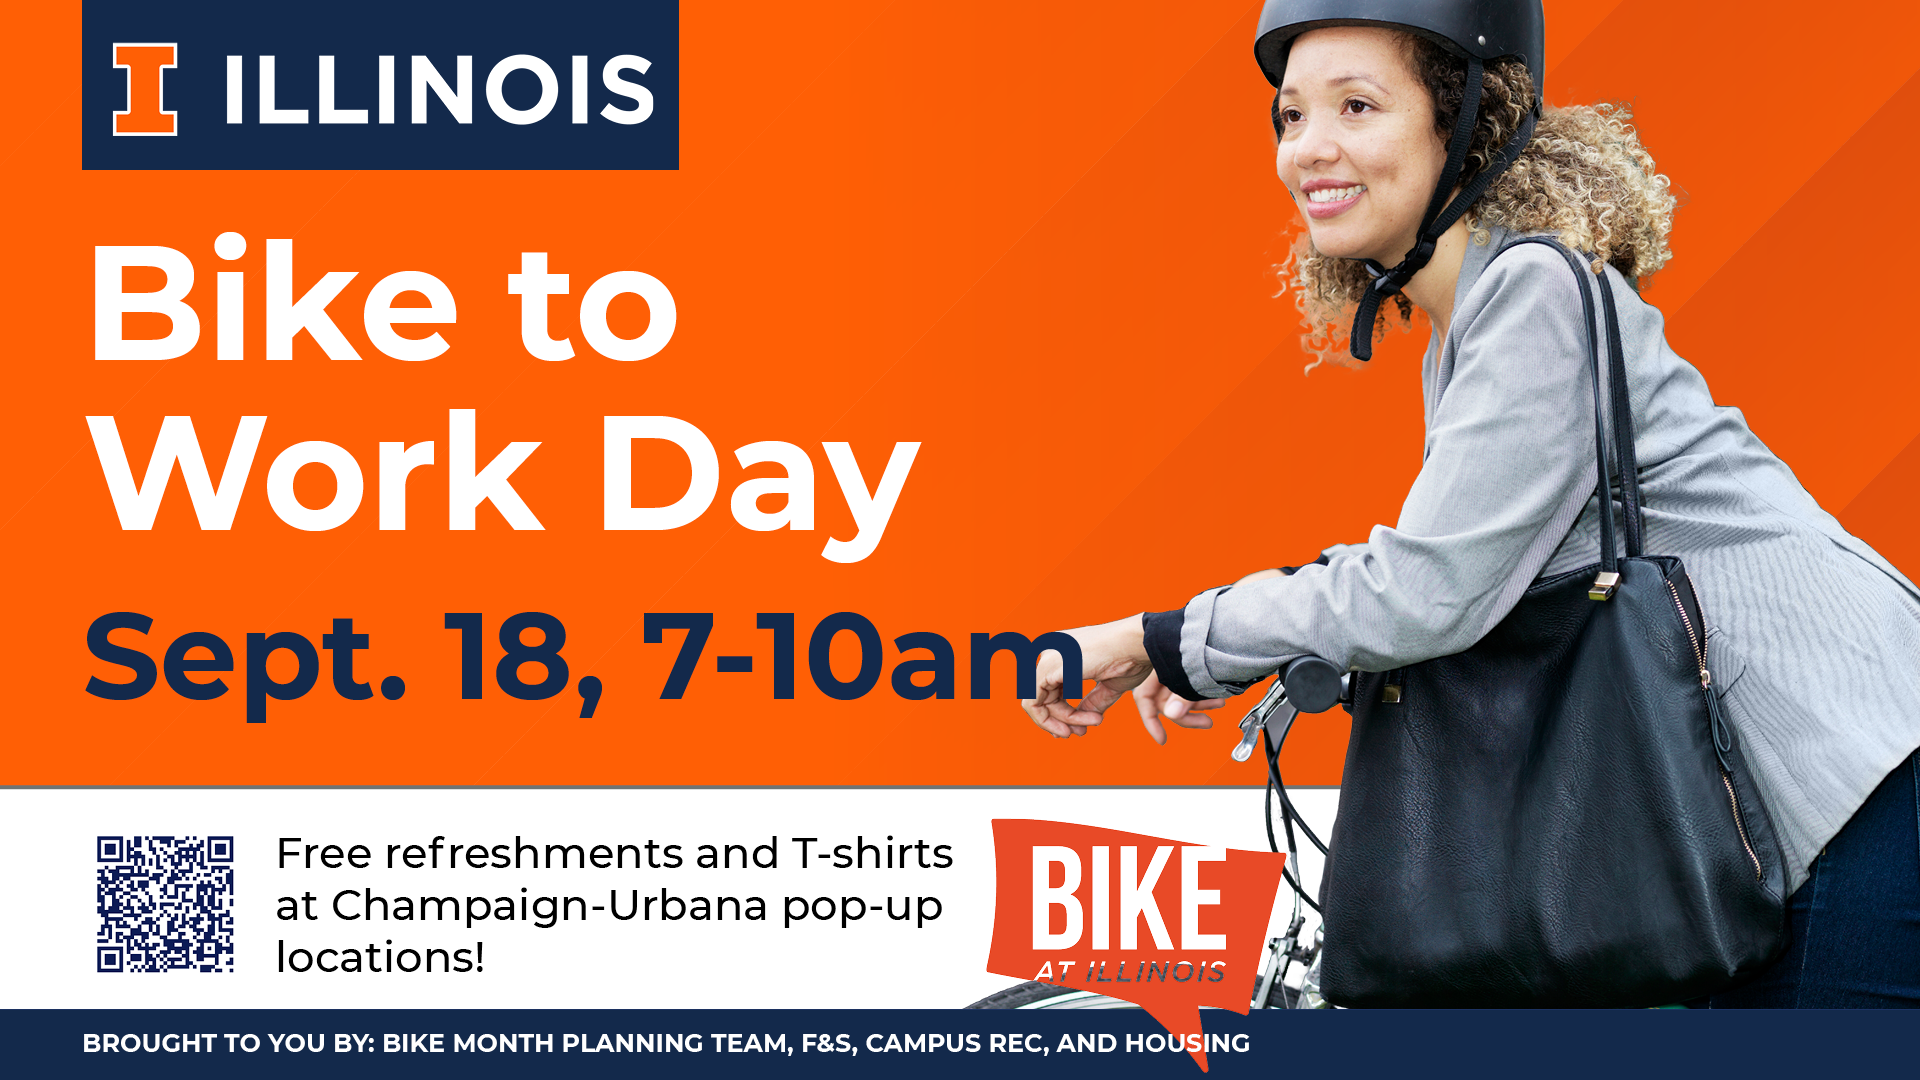 I ILLINOIS
Bike to
Work Day
Sept. 18, 7-10am
Free refreshments and T-shirts
at Champaign-Urbana pop-up
locations!
BIKE
AT ILLINOIS
BROUGHT TO YOU BY: BIKE MONTH PLANNING TEAM, F&S, CAMPUS REC, AND HOUSING